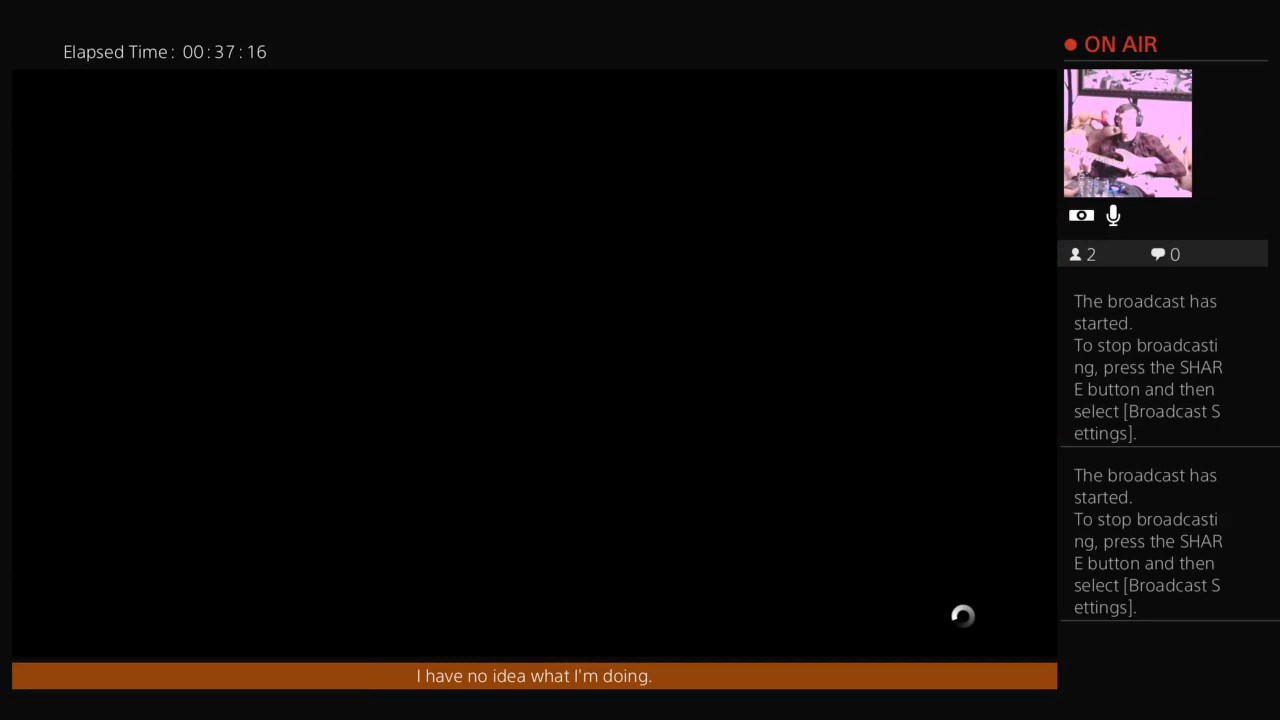 Elapsed Time: 00:37:16
ON AIR
2 0
The broadcast has
started.
To stop broadcasti
ng, press the SHAR
E button and then
select [Broadcast S
ettings].
The broadcast has
started.
To stop broadcasti
ng, press the SHAR
E button and then
select [Broadcast S
ettings].
I have no idea what I'm doing.